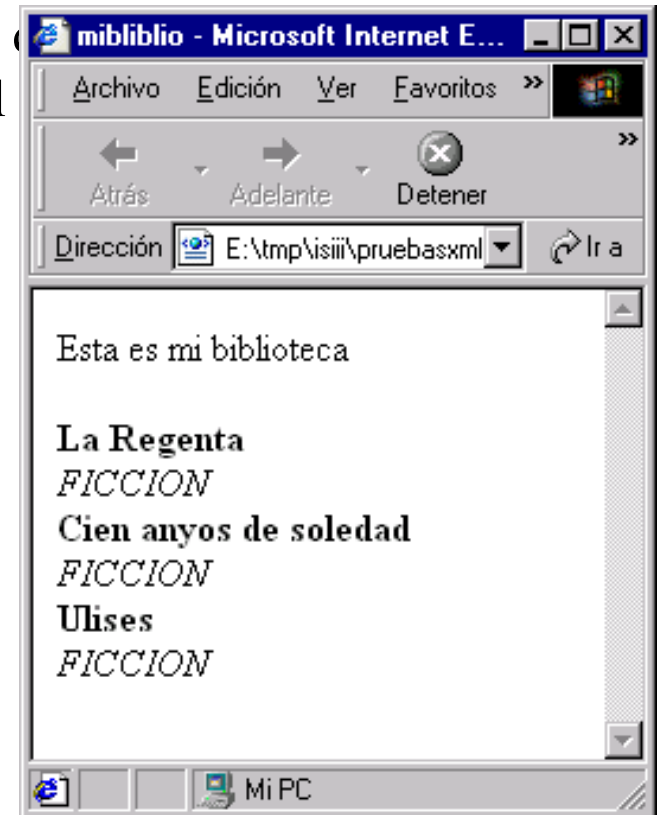 mibliblio - Microsoft Internet E...
Archivo Edición Ver Favoritos »
»
Atrás Adelante Detener
Dirección E:\tmp\isiii\pruebasxml Ir a
Esta es mi biblioteca
La Regenta
FICCION
Cien anyos de soledad
FICCION
Ulises
FICCION
Mi PC